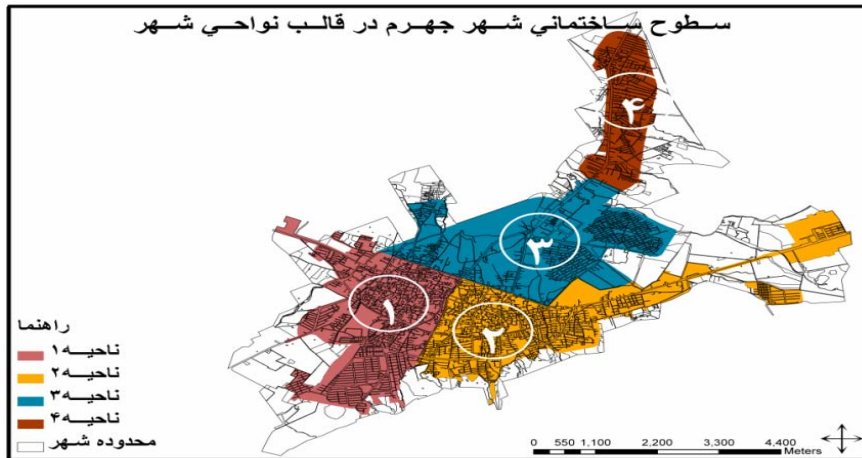 سطوح ساختماني شهر جهرم در قالب نواحي شهر
۴
۳
۱
۲
راهنما
ناحیه۱
ناحیه۲
ناحیه۳
ناحیه۴
محدوده شهر
0 550 1,100 2,200 3,300 4,400
Meters